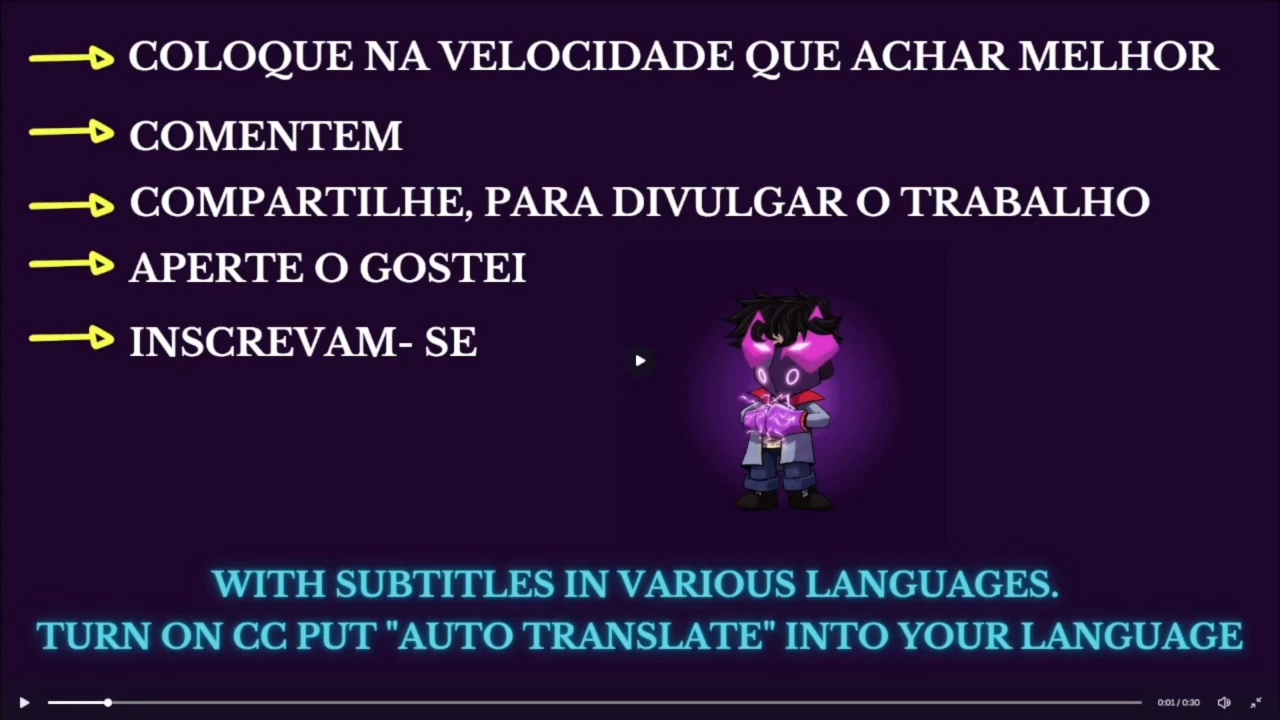 COLOQUE NA VELOCIDADE QUE ACHAR MELHOR
COMENTEM
COMPARTILHE, PARA DIVULGAR O TRABALHO
APERTE O GOSTEI
INSCREVAM- SE
WITH SUBTITLES IN VARIOUS LANGUAGES.
TURN ON CC PUT "AUTO TRANSLATE" INTO YOUR LANGUAGE
0:01 / 0:30